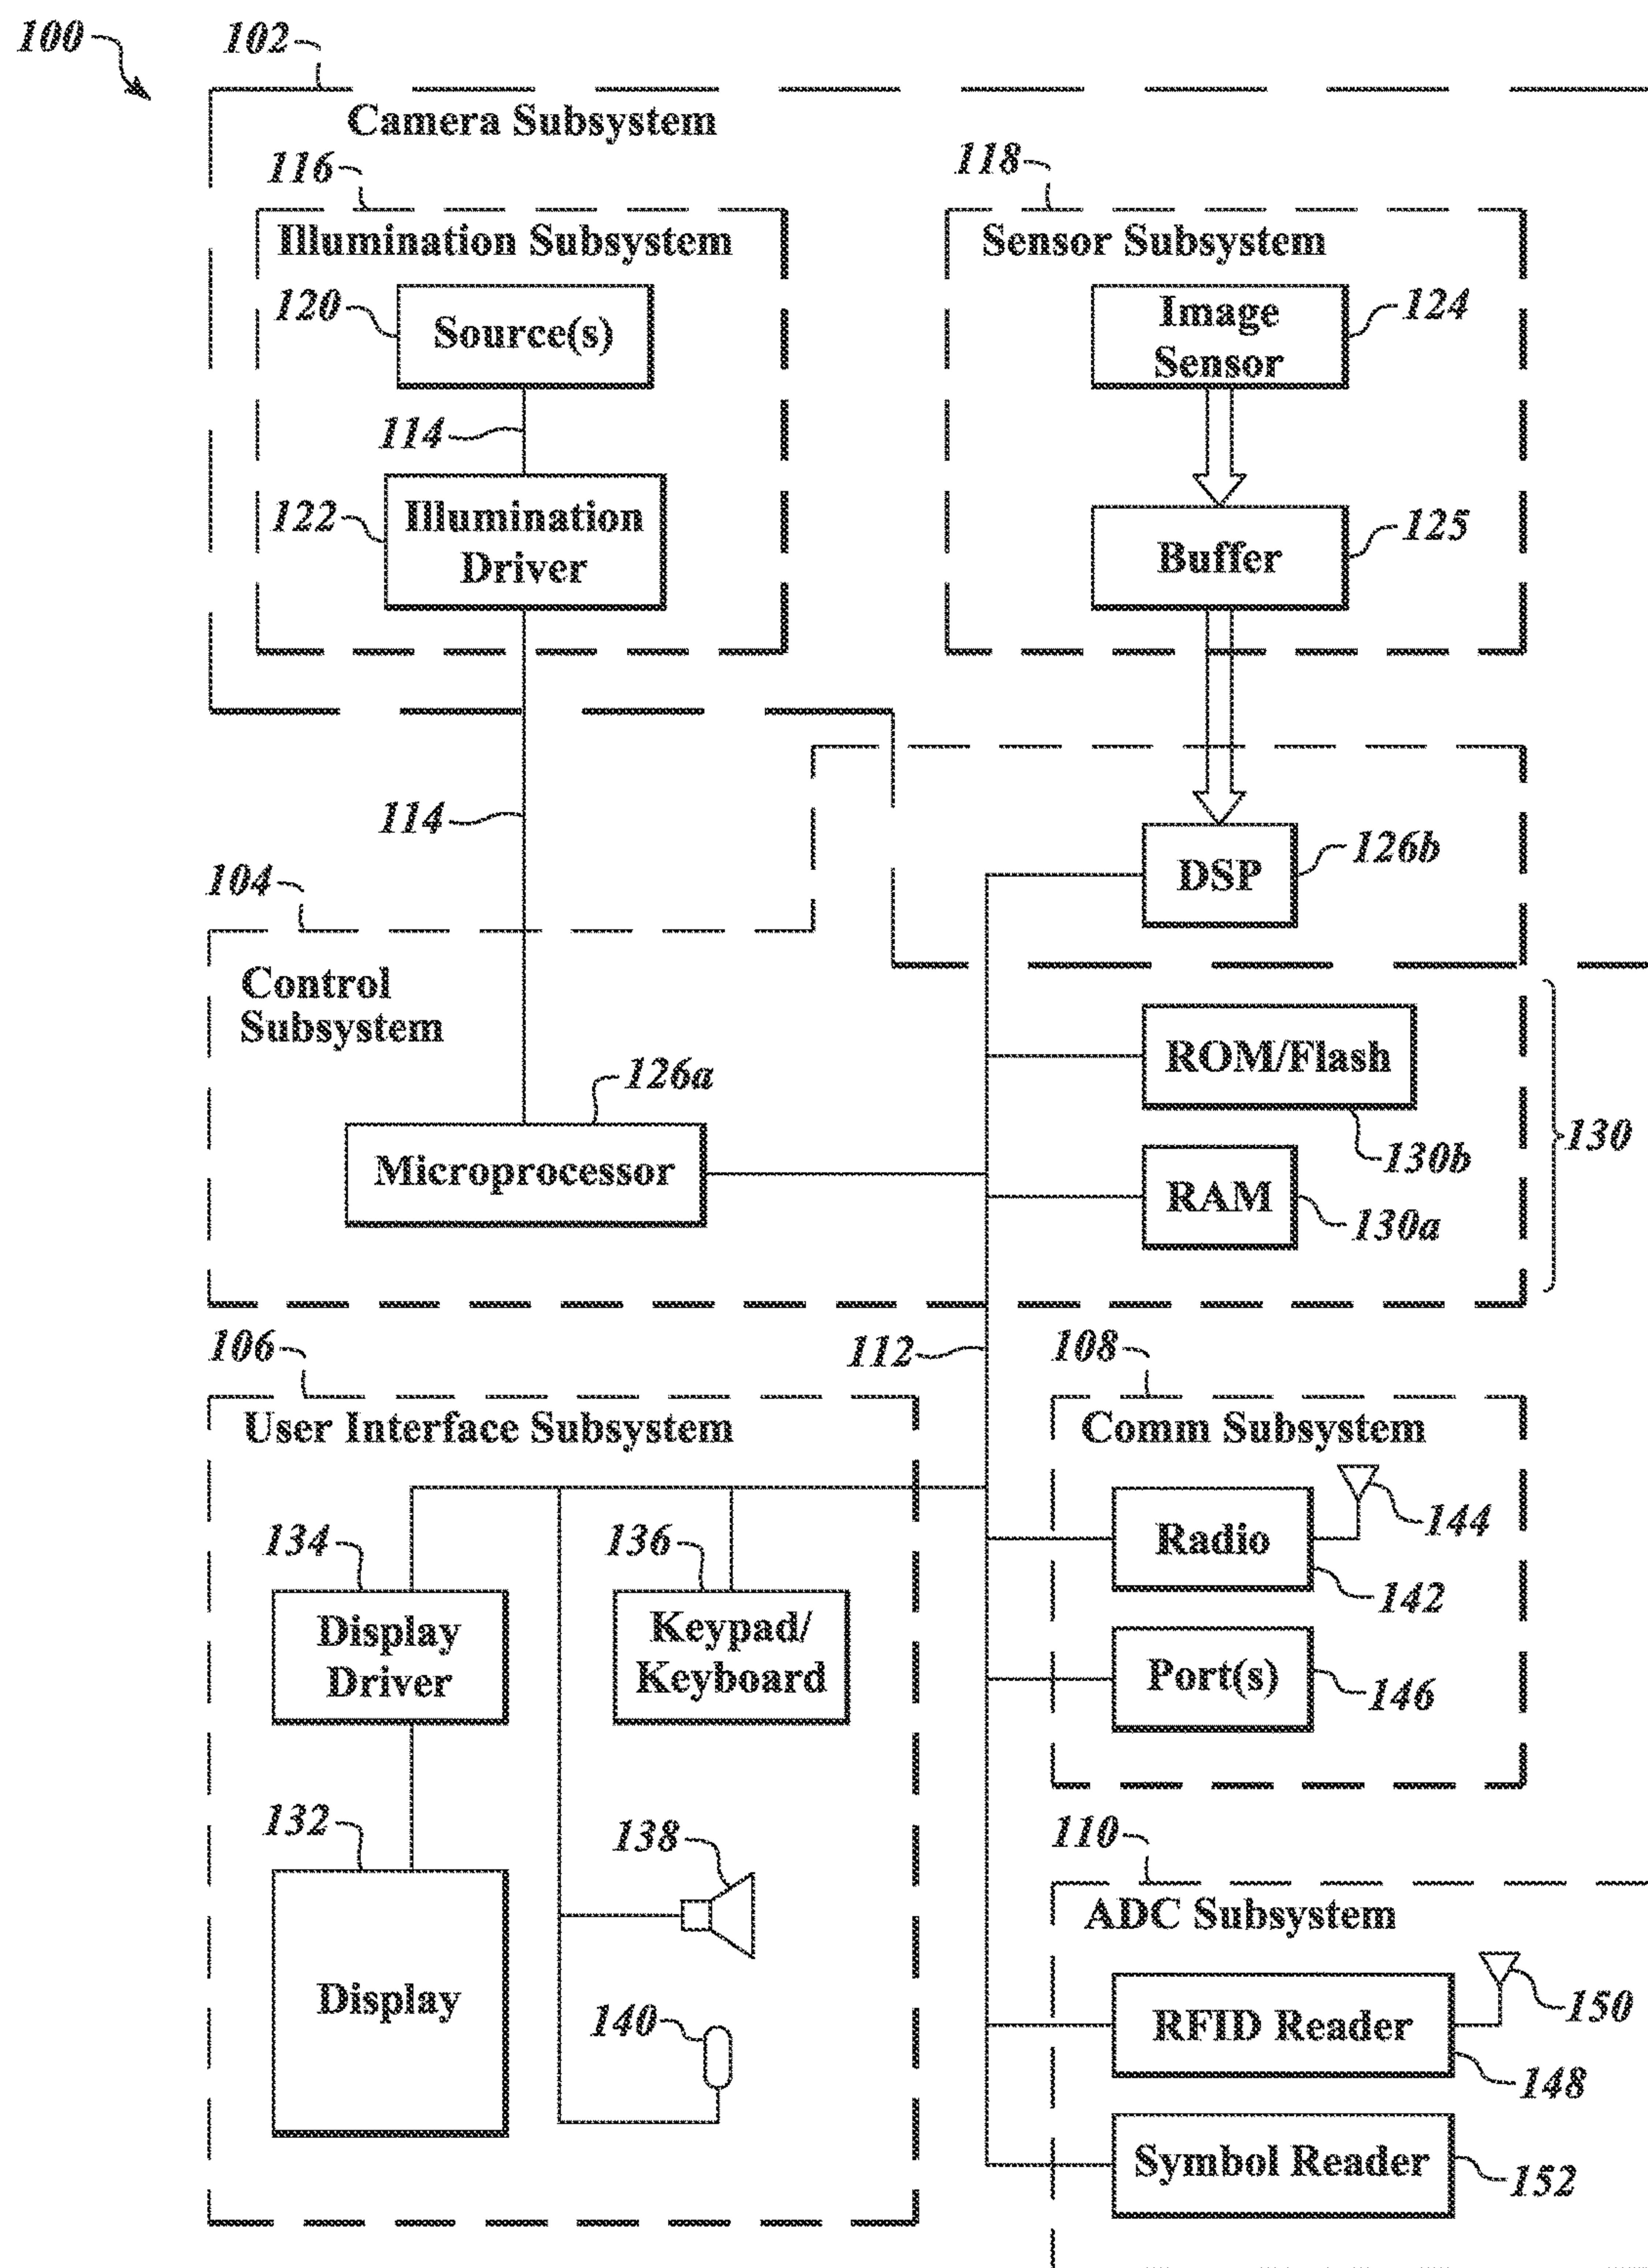 100
102
Camera Subsystem
116
118
Illumination Subsystem
Sensor Subsystem
120
Source(s)
Image
Sensor
124
114
122
Illumination
Driver
Buffer
125
114
DSP
126b
104
Control
Subsystem
ROM/Flash
130b
130
126a
Microprocessor
RAM
130a
106
112
108
User Interface Subsystem
Comm Subsystem
134
136
Radio
144
142
Display
Driver
Keypad/
Keyboard
Port(s)
146
132
138
110
ADC Subsystem
Display
140
RFID Reader
150
148
Symbol Reader
152